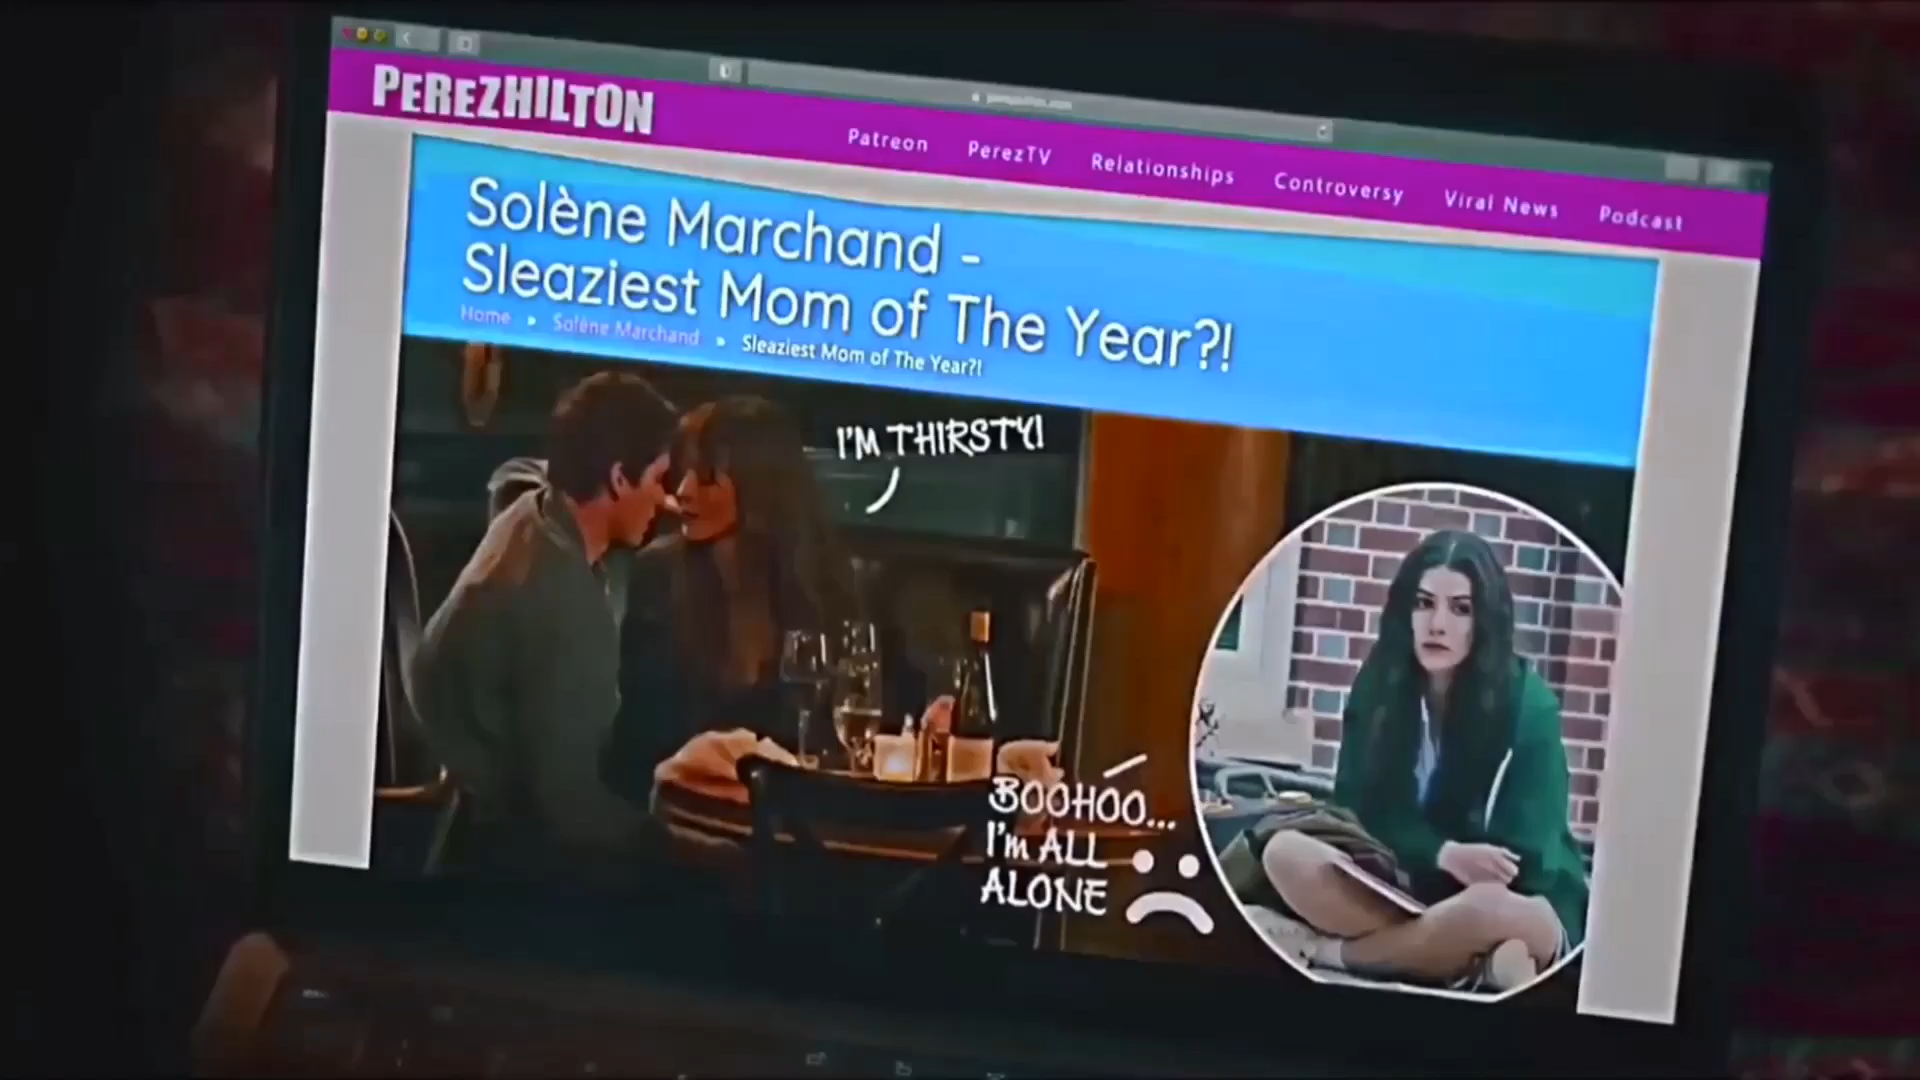 PEREZHILTON
Patreon PerezTV Relationships Controversy Viral News Podcast
Solène Marchand -
Sleaziest Mom of The Year?!
Home » Solène Marchand » Sleaziest Mom of The Year?!
I'M THIRSTY!
BOOHOO...
I'm ALL
ALONE